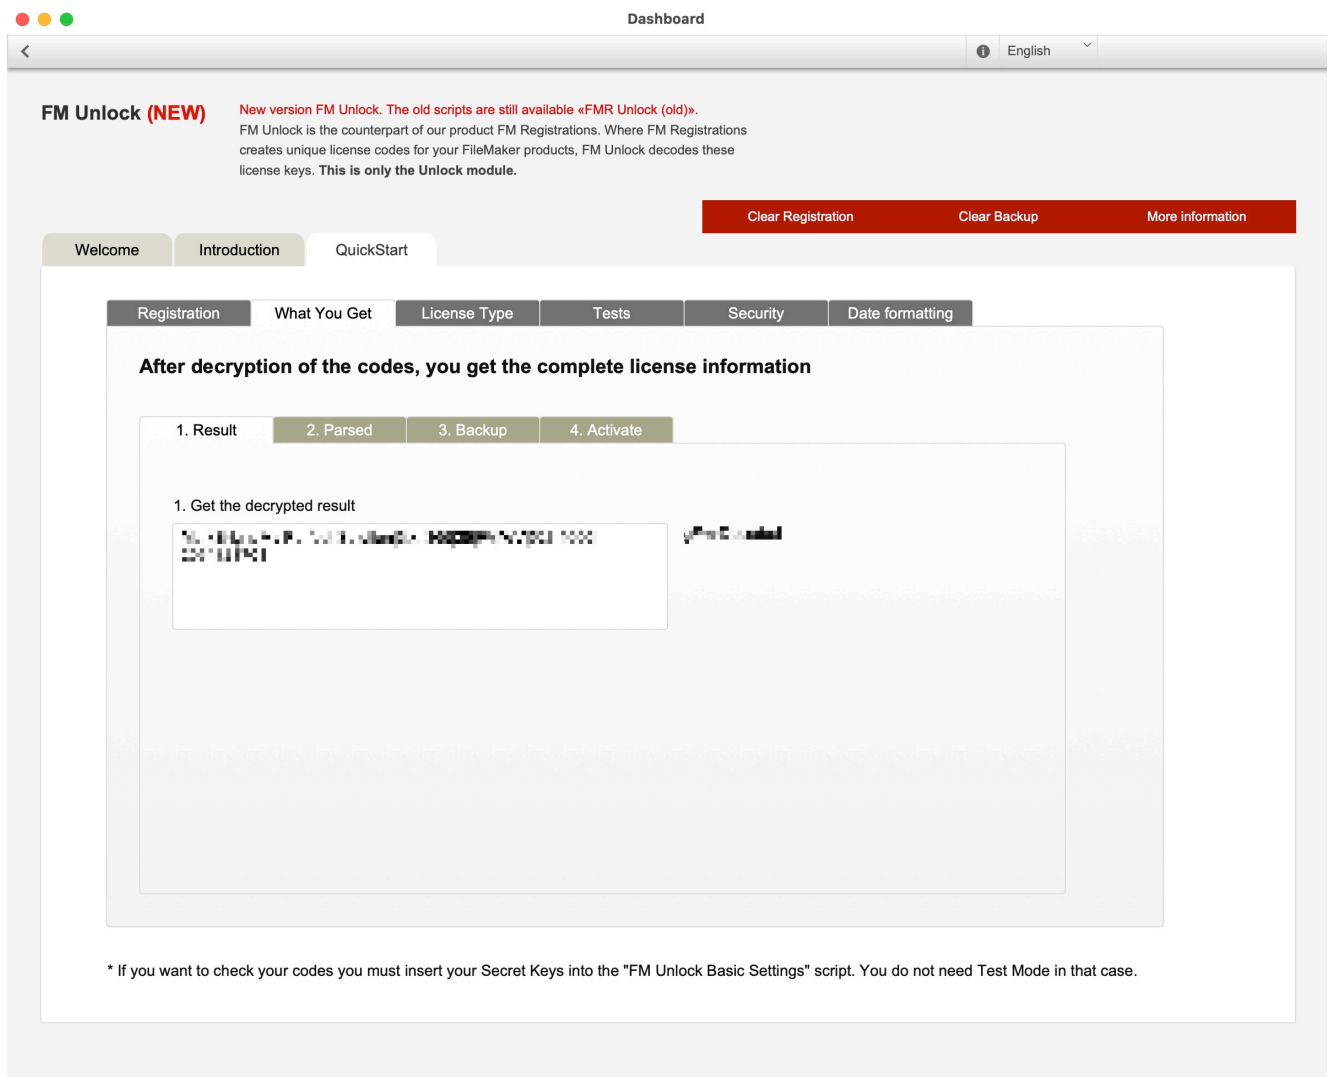 Dashboard
English
FM Unlock (NEW)
New version FM Unlock. The old scripts are still available «FMR Unlock (old)».
FM Unlock is the counterpart of our product FM Registrations. Where FM Registrations
creates unique license codes for your FileMaker products, FM Unlock decodes these
license keys. This is only the Unlock module.
Clear Registration Clear Backup More information
Welcome Introduction QuickStart
Registration What You Get License Type Tests Security Date formatting
After decryption of the codes, you get the complete license information
1. Result 2. Parsed 3. Backup 4. Activate
1. Get the decrypted result
* If you want to check your codes you must insert your Secret Keys into the "FM Unlock Basic Settings" script. You do not need Test Mode in that case.